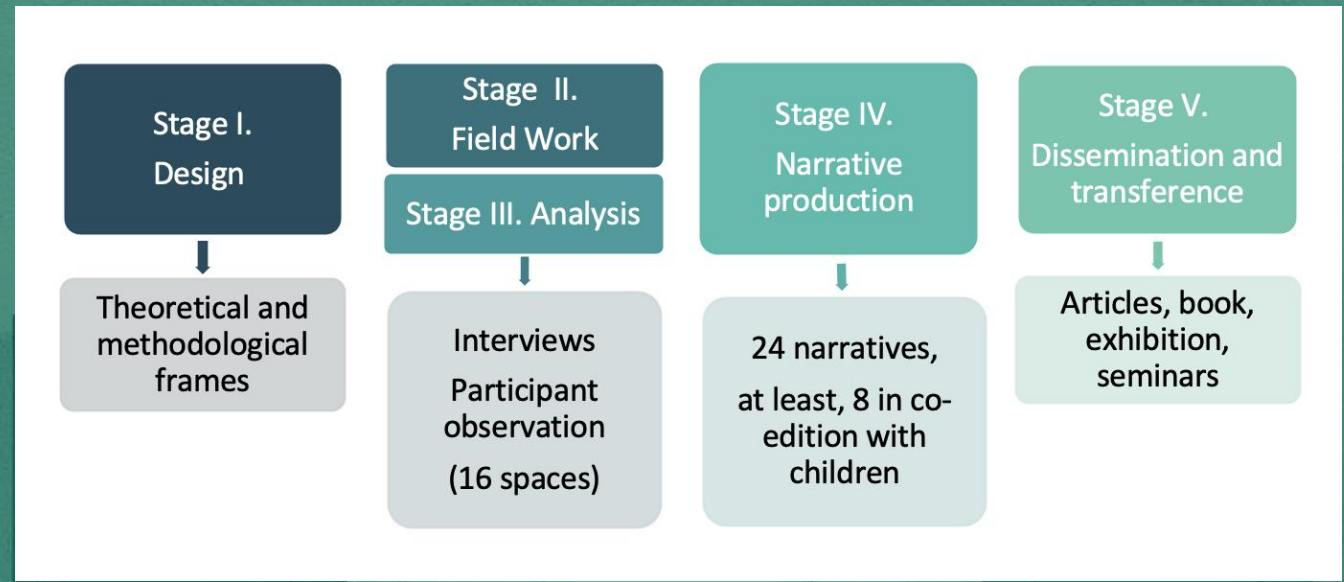 Stage I.
Design
Theoretical and
methodological
frames
Stage II.
Field Work
Stage III. Analysis
Interviews
Participant
observation
(16 spaces)
Stage IV.
Narrative
production
24 narratives,
at least, 8 in co-
edition with
children
Stage V.
Dissemination and
transference
Articles, book,
exhibition,
seminars